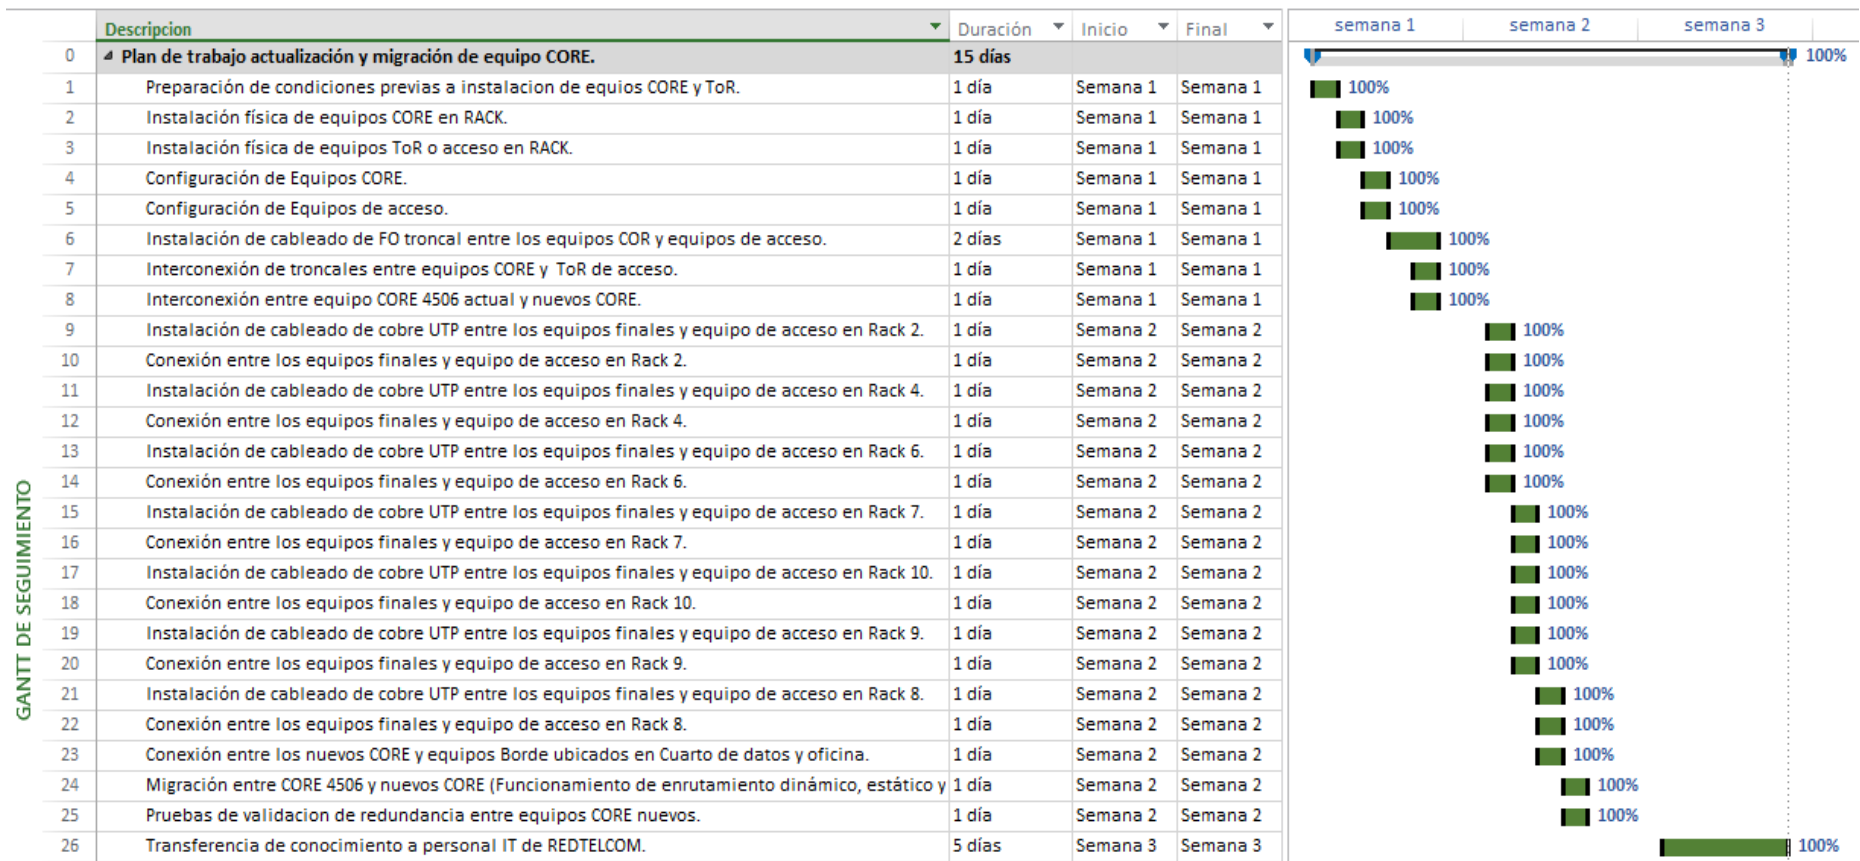 Descripcion Duración Inicio Final semana 1 semana 2 semana 3
0 Plan de trabajo actualización y migración de equipo CORE. 15 días 100%
1 Preparación de condiciones previas a instalacion de equios CORE y ToR. 1 día Semana 1 Semana 1 100%
2 Instalación física de equipos CORE en RACK. 1 día Semana 1 Semana 1 100%
3 Instalación física de equipos ToR o acceso en RACK. 1 día Semana 1 Semana 1 100%
4 Configuración de Equipos CORE. 1 día Semana 1 Semana 1 100%
5 Configuración de Equipos de acceso. 1 día Semana 1 Semana 1 100%
6 Instalación de cableado de FO troncal entre los equipos COR y equipos de acceso. 2 días Semana 1 Semana 1 100%
7 Interconexión de troncales entre equipos CORE y ToR de acceso. 1 día Semana 1 Semana 1 100%
8 Interconexión entre equipo CORE 4506 actual y nuevos CORE. 1 día Semana 1 Semana 1 100%
9 Instalación de cableado de cobre UTP entre los equipos finales y equipo de acceso en Rack 2. 1 día Semana 2 Semana 2 100%
10 Conexión entre los equipos finales y equipo de acceso en Rack 2. 1 día Semana 2 Semana 2 100%
11 Instalación de cableado de cobre UTP entre los equipos finales y equipo de acceso en Rack 4. 1 día Semana 2 Semana 2 100%
12 Conexión entre los equipos finales y equipo de acceso en Rack 4. 1 día Semana 2 Semana 2 100%
13 Instalación de cableado de cobre UTP entre los equipos finales y equipo de acceso en Rack 6. 1 día Semana 2 Semana 2 100%
14 Conexión entre los equipos finales y equipo de acceso en Rack 6. 1 día Semana 2 Semana 2 100%
15 Instalación de cableado de cobre UTP entre los equipos finales y equipo de acceso en Rack 7. 1 día Semana 2 Semana 2 100%
16 Conexión entre los equipos finales y equipo de acceso en Rack 7. 1 día Semana 2 Semana 2 100%
17 Instalación de cableado de cobre UTP entre los equipos finales y equipo de acceso en Rack 10. 1 día Semana 2 Semana 2 100%
18 Conexión entre los equipos finales y equipo de acceso en Rack 10. 1 día Semana 2 Semana 2 100%
19 Instalación de cableado de cobre UTP entre los equipos finales y equipo de acceso en Rack 9. 1 día Semana 2 Semana 2 100%
20 Conexión entre los equipos finales y equipo de acceso en Rack 9. 1 día Semana 2 Semana 2 100%
21 Instalación de cableado de cobre UTP entre los equipos finales y equipo de acceso en Rack 8. 1 día Semana 2 Semana 2 100%
22 Conexión entre los equipos finales y equipo de acceso en Rack 8. 1 día Semana 2 Semana 2 100%
23 Conexión entre los nuevos CORE y equipos Borde ubicados en Cuarto de datos y oficina. 1 día Semana 2 Semana 2 100%
24 Migración entre CORE 4506 y nuevos CORE (Funcionamiento de enrutamiento dinámico, estático y 1 día Semana 2 Semana 2 100%
25 Pruebas de validacion de redundancia entre equipos CORE nuevos. 1 día Semana 2 Semana 2 100%
26 Transferencia de conocimiento a personal IT de REDTELCOM. 5 días Semana 3 Semana 3 100%
GANTT DE SEGUIMIENTO